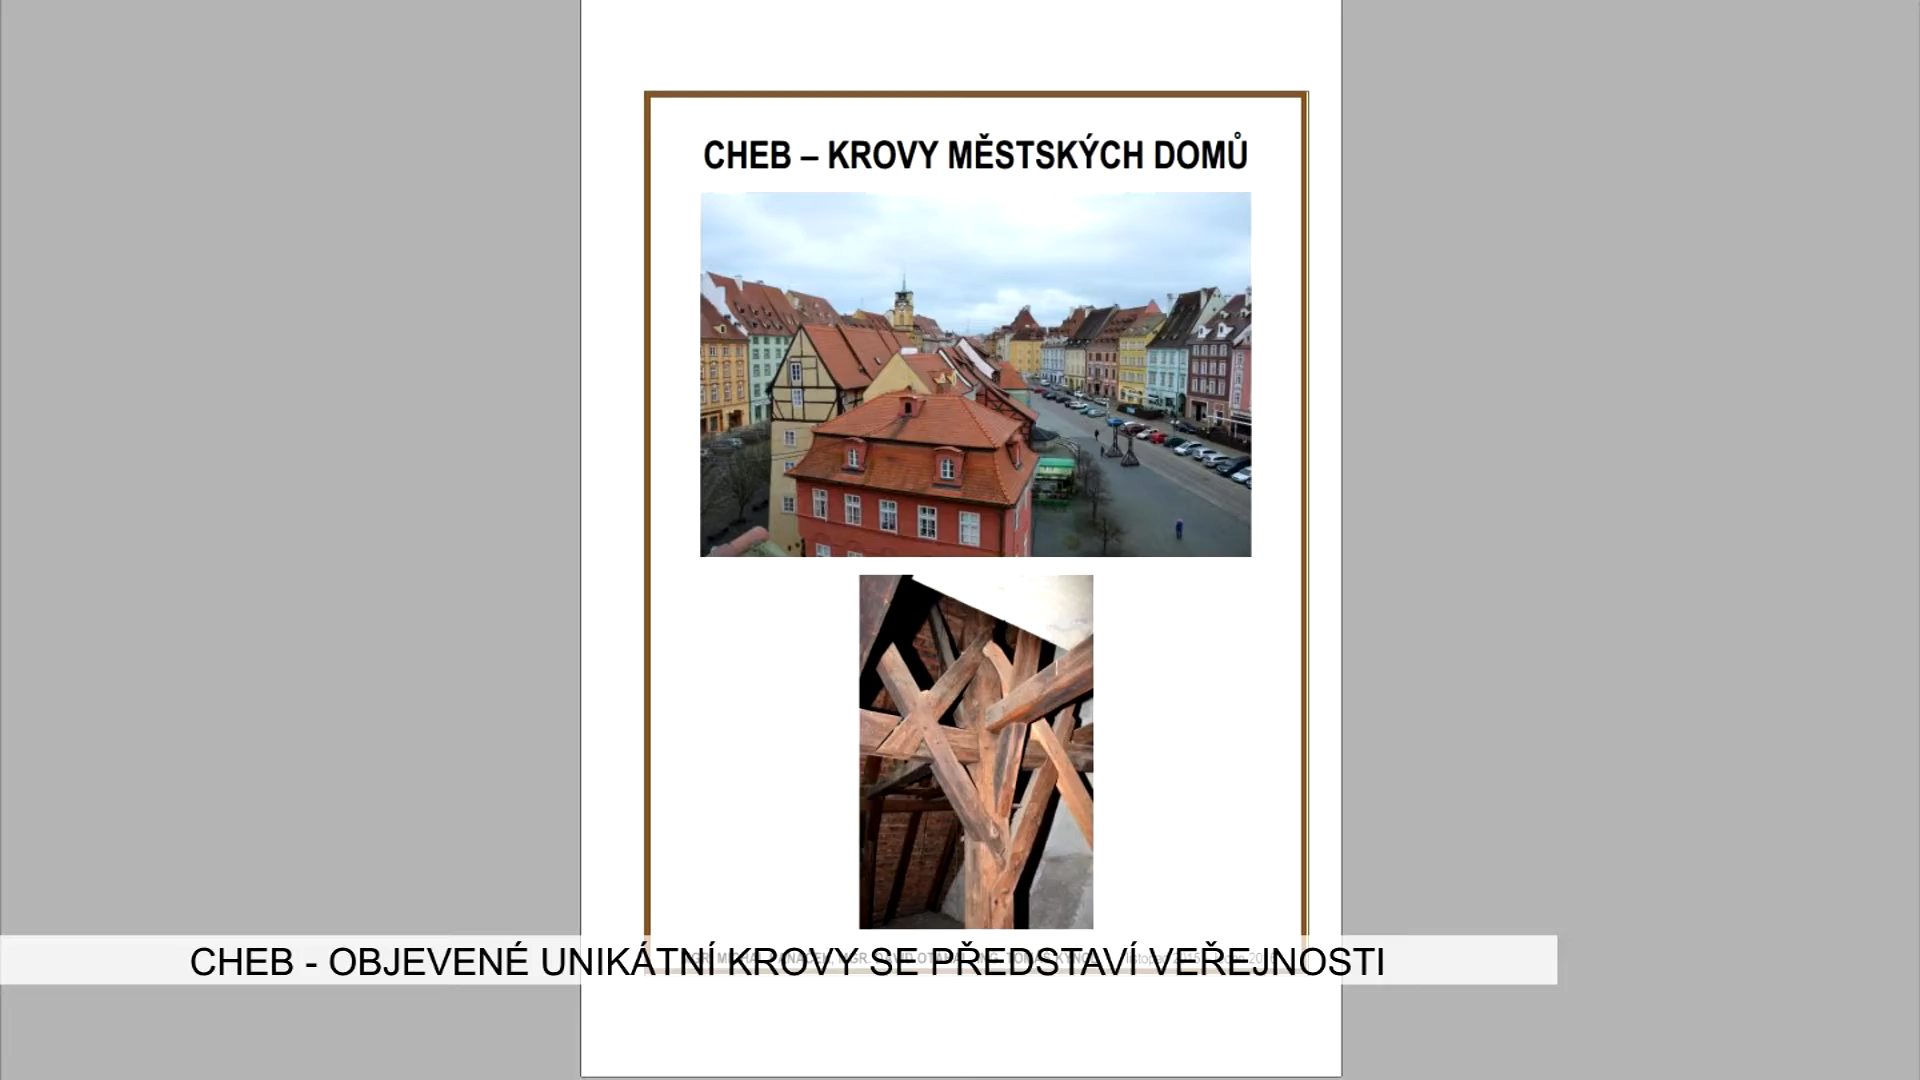 CHEB – KROVY MĚSTSKÝCH DOMŮ
CHEB - OBJEVENÉ UNIKÁTNÍ KROVY SE PŘEDSTAVÍ VEŘEJNOSTI